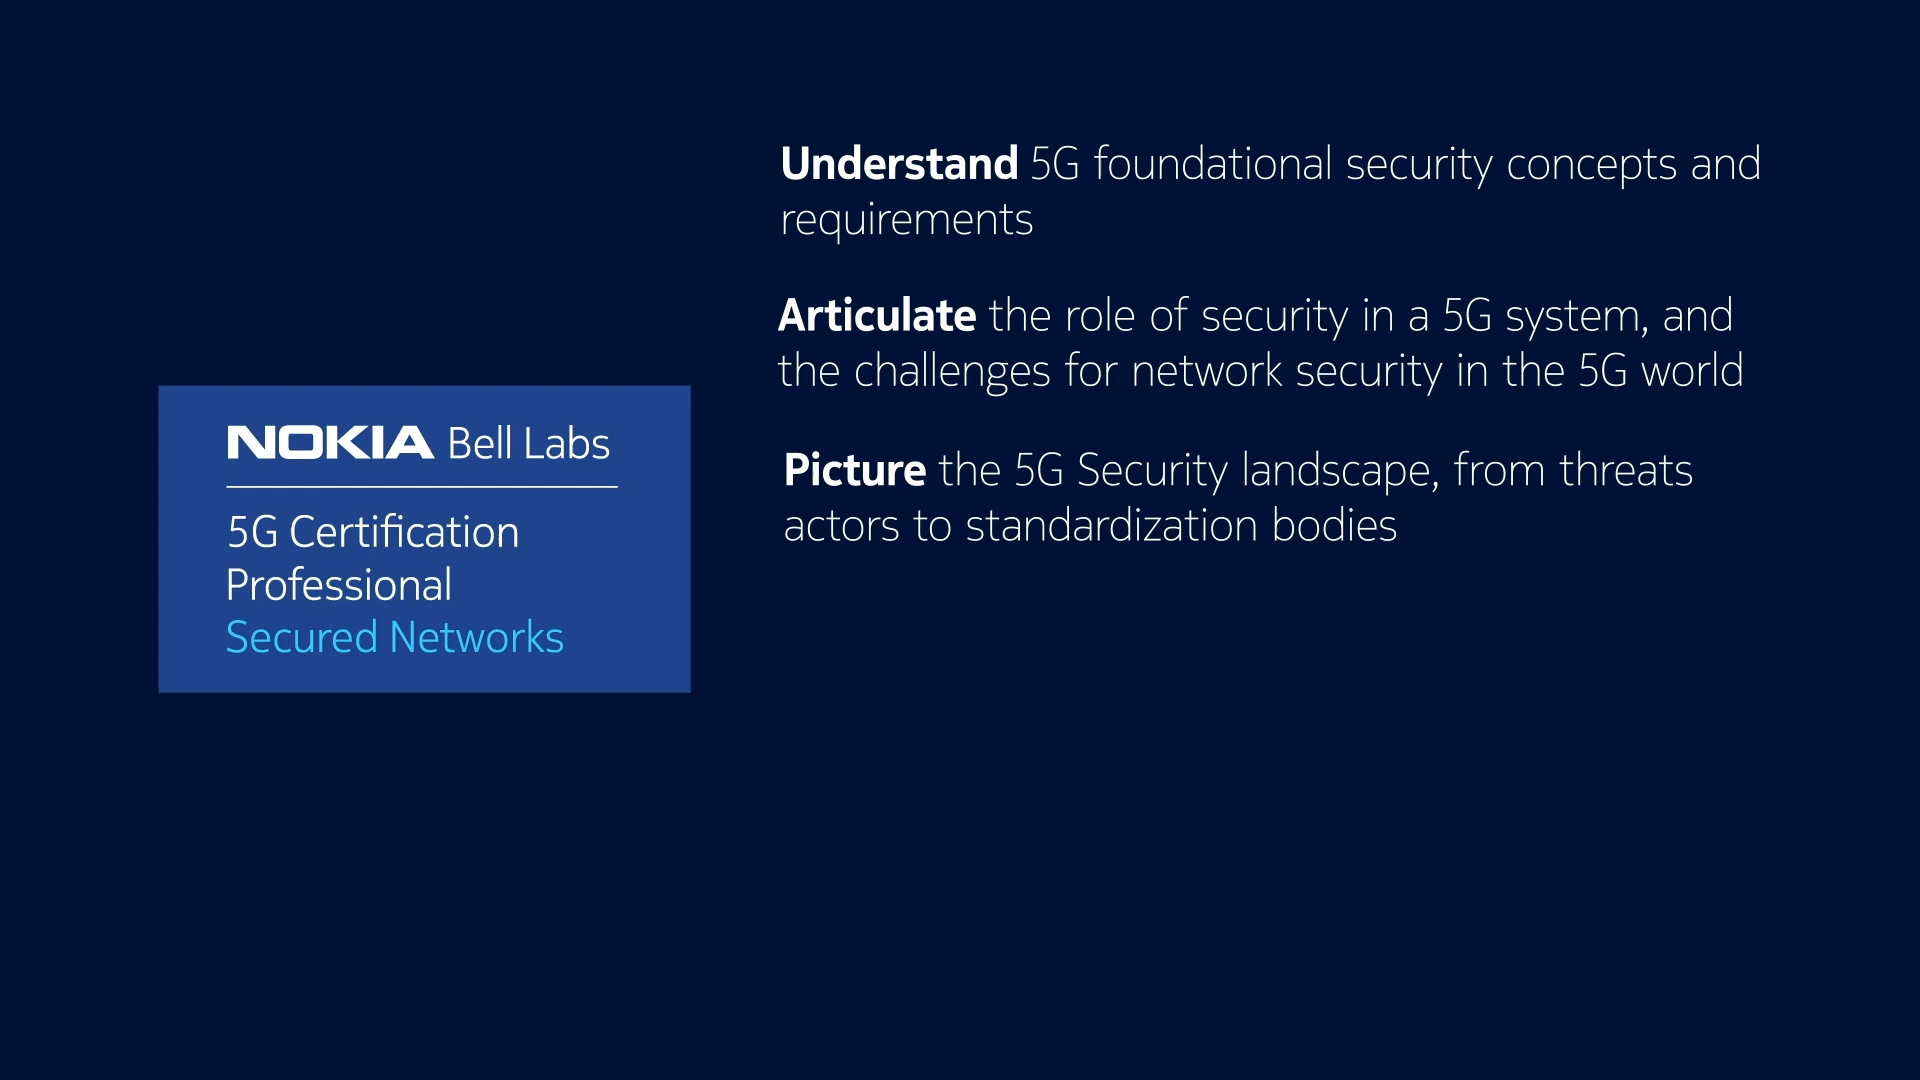 NOKIA Bell Labs
5G Certification
Professional
Secured Networks
Understand 5G foundational security concepts and
requirements
Articulate the role of security in a 5G system, and
the challenges for network security in the 5G world
Picture the 5G Security landscape, from threats
actors to standardization bodies